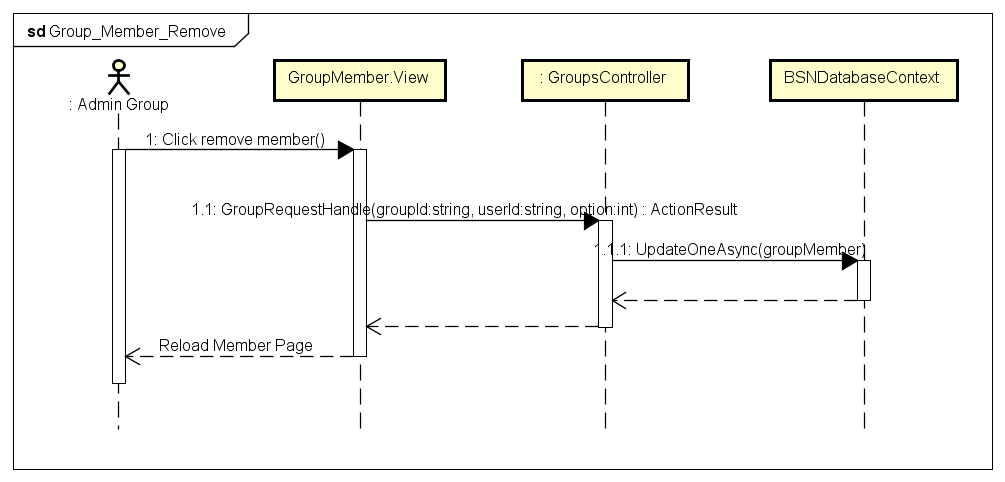 sd Group_Member_Remove
: Admin Group
GroupMember.View
: GroupsController
BSNDatabaseContext
1: Click remove member()
1.1: GroupRequestHandle(groupId:string, userId:string, option:int) : ActionResult
1.1.1: UpdateOneAsync(groupMember)
Reload Member Page